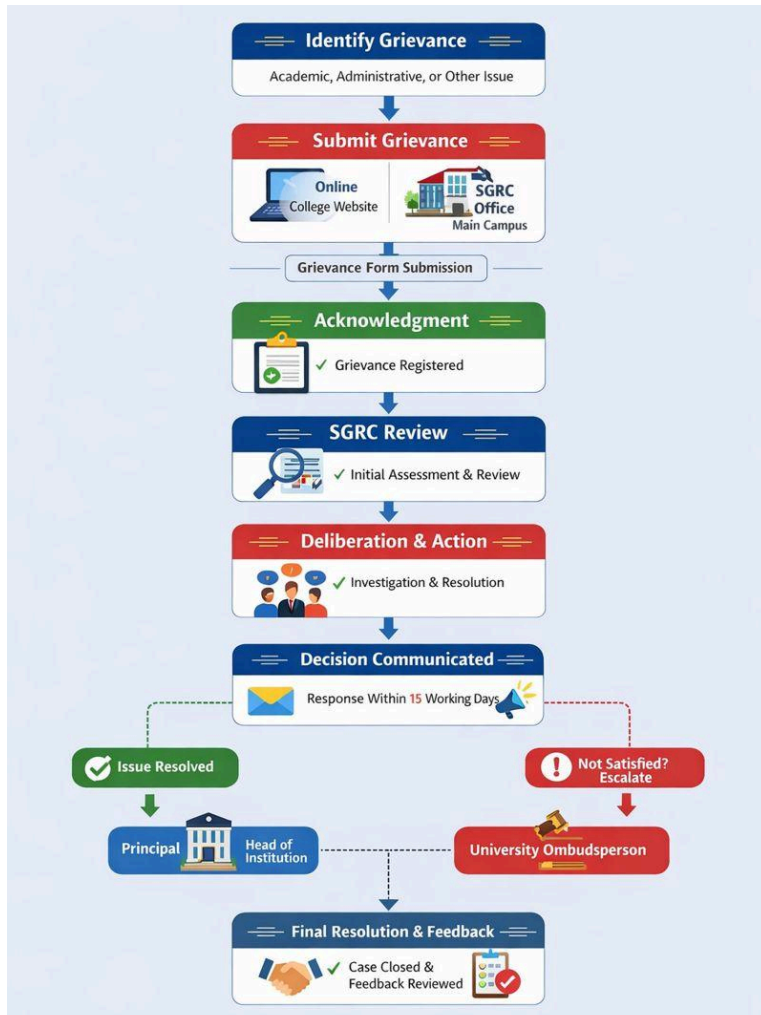 Identify Grievance
Academic, Administrative, or Other Issue
Submit Grievance
Online
College Website
SGRC
Office
Main Campus
Grievance Form Submission
Acknowledgment
Grievance Registered
SGRC Review
Initial Assessment & Review
Deliberation & Action
Investigation & Resolution
Decision Communicated
Response Within 15 Working Days
Issue Resolved
Not Satisfied?
Escalate
Principal
Head of
Institution
University Ombudsperson
Final Resolution & Feedback
Case Closed &
Feedback Reviewed